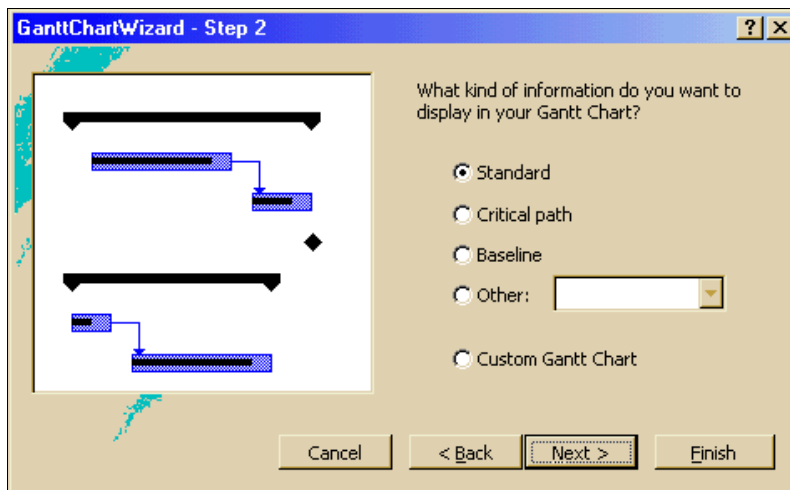 GanttChartWizard - Step 2
What kind of information do you want to
display in your Gantt Chart?
Standard
Critical path
Baseline
Other:
Custom Gantt Chart
Cancel
< Back
Next >
Finish